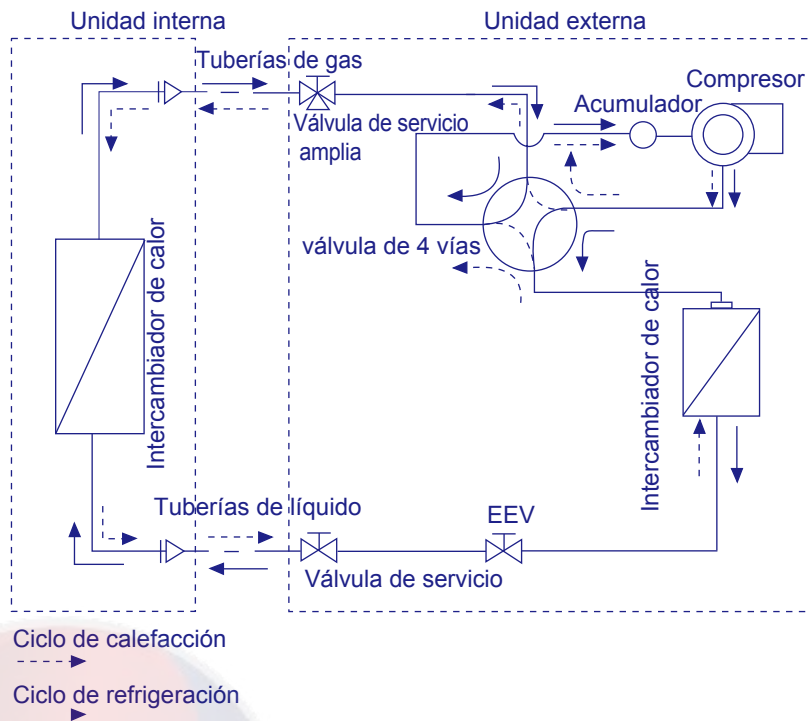 Unidad interna
Unidad externa
Tuberías de gas
Compresor
Acumulador
Válvula de servicio
amplia
válvula de 4 vías
Intercambiador de calor
Intercambiador de calor
Tuberías de líquido
EEV
Válvula de servicio
Ciclo de calefacción
Ciclo de refrigeración